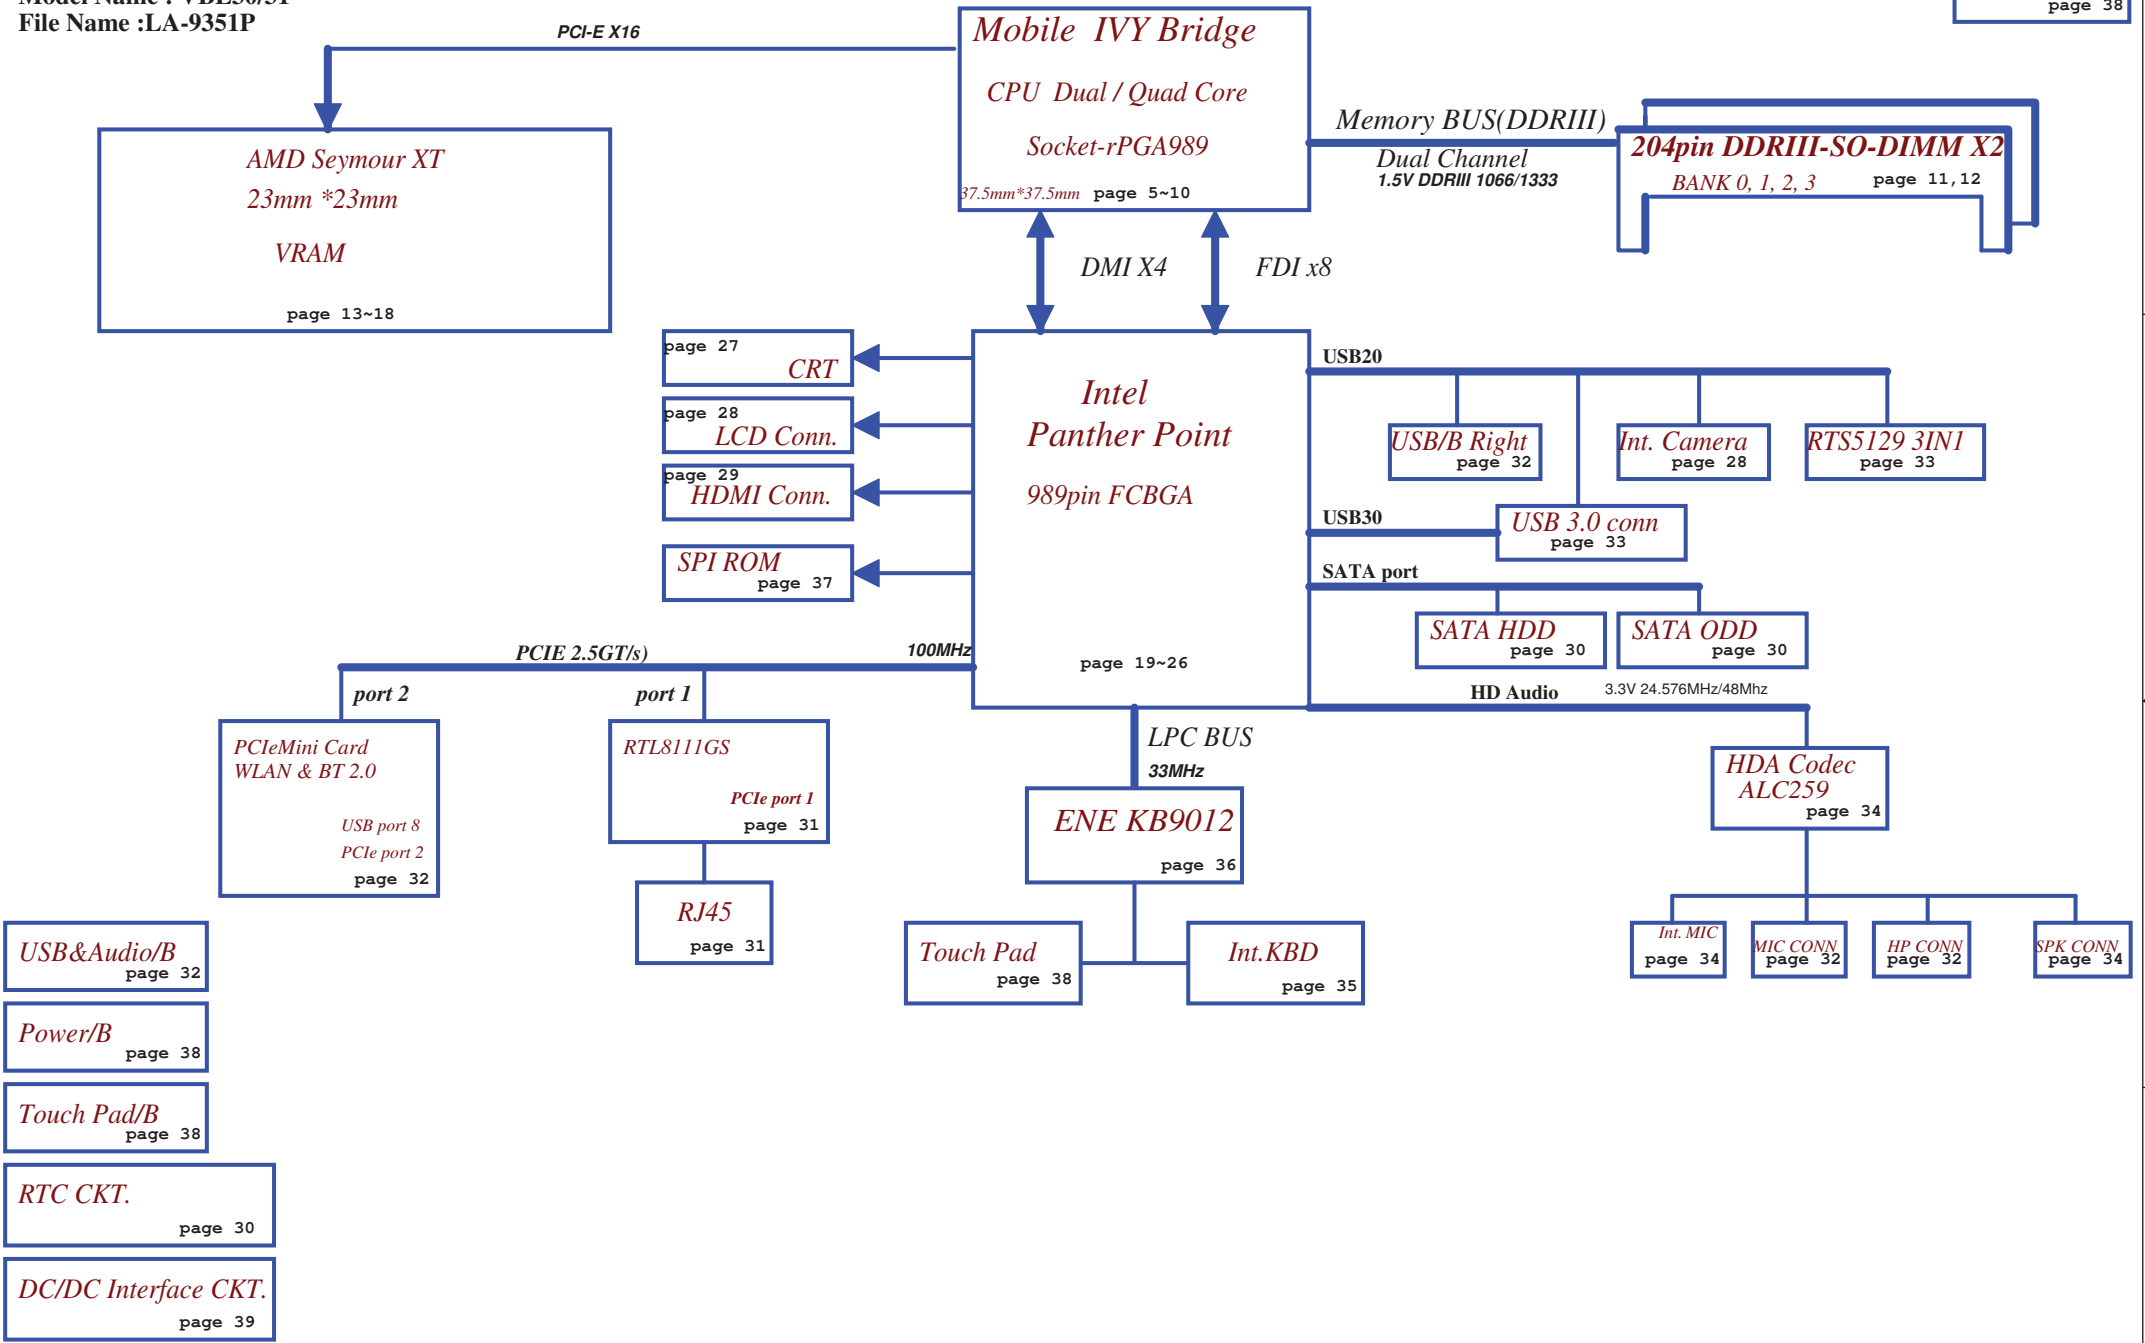 File Name :LA-9351P
page 38
PCI-E X16
Mobile IVY Bridge
CPU Dual / Quad Core
Socket-rPGA989
37.5mm*37.5mm page 5~10
Memory BUS(DDRIII)
Dual Channel
1.5V DDRIII 1066/1333
204pin DDRIII-SO-DIMM X2
BANK 0, 1, 2, 3 page 11,12
AMD Seymour XT
23mm *23mm
VRAM
page 13~18
DMI X4
FDI x8
page 27
CRT
page 28
LCD Conn.
page 29
HDMI Conn.
SPI ROM
page 37
Intel
Panther Point
989pin FCBGA
page 19~26
USB20
USB/B Right
page 32
Int. Camera
page 28
RTS5129 3IN1
page 33
USB30
USB 3.0 conn
page 33
SATA port
SATA HDD
page 30
SATA ODD
page 30
HD Audio
3.3V 24.576MHz/48Mhz
PCIE 2.5GT/s)
100MHz
port 2
port 1
PCIeMini Card
WLAN & BT 2.0
USB port 8
PCIe port 2
page 32
RTL8111GS
PCIe port 1
page 31
RJ45
page 31
LPC BUS
33MHz
ENE KB9012
page 36
Touch Pad
page 38
Int.KBD
page 35
HDA Codec
ALC259
page 34
Int. MIC
page 34
MIC CONN
page 32
HP CONN
page 32
SPK CONN
page 34
USB&Audio/B
page 32
Power/B
page 38
Touch Pad/B
page 38
RTC CKT.
page 30
DC/DC Interface CKT.
page 39